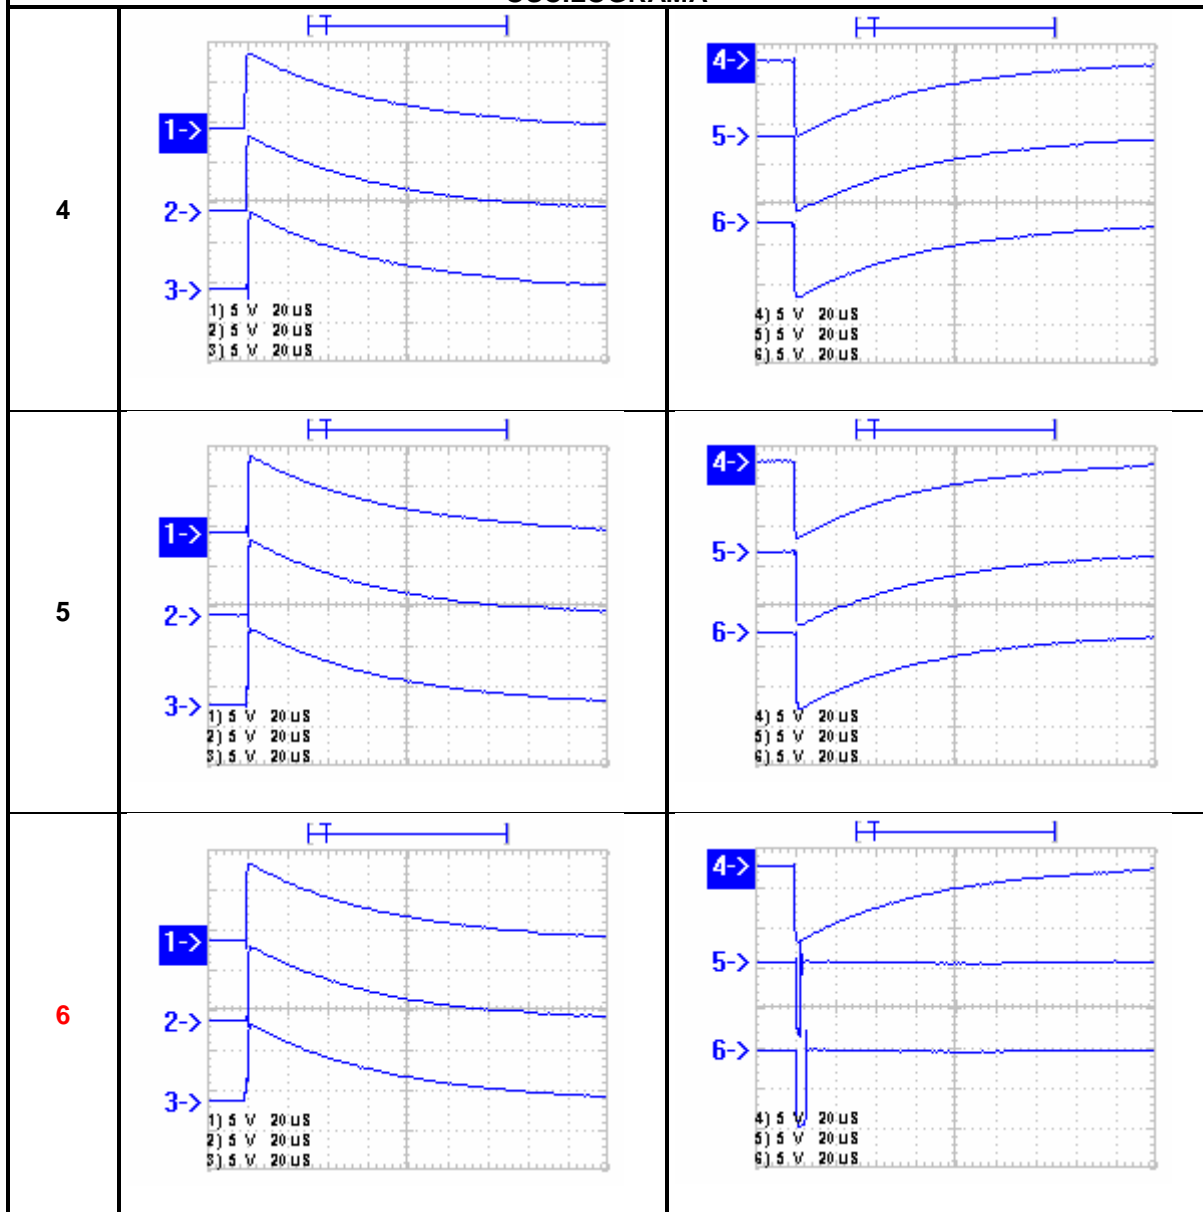 OSCILOGRAMA
4
T
1->
2->
3->
1) 5 V 20 uS
2) 5 V 20 uS
3) 5 V 20 uS
T
4->
5->
6->
4) 5 V 20 uS
5) 5 V 20 uS
6) 5 V 20 uS
5
T
1->
2->
3->
1) 5 V 20 uS
2) 5 V 20 uS
3) 5 V 20 uS
T
4->
5->
6->
4) 5 V 20 uS
5) 5 V 20 uS
6) 5 V 20 uS
6
T
1->
2->
3->
1) 5 V 20 uS
2) 5 V 20 uS
3) 5 V 20 uS
T
4->
5->
6->
4) 5 V 20 uS
5) 5 V 20 uS
6) 5 V 20 uS